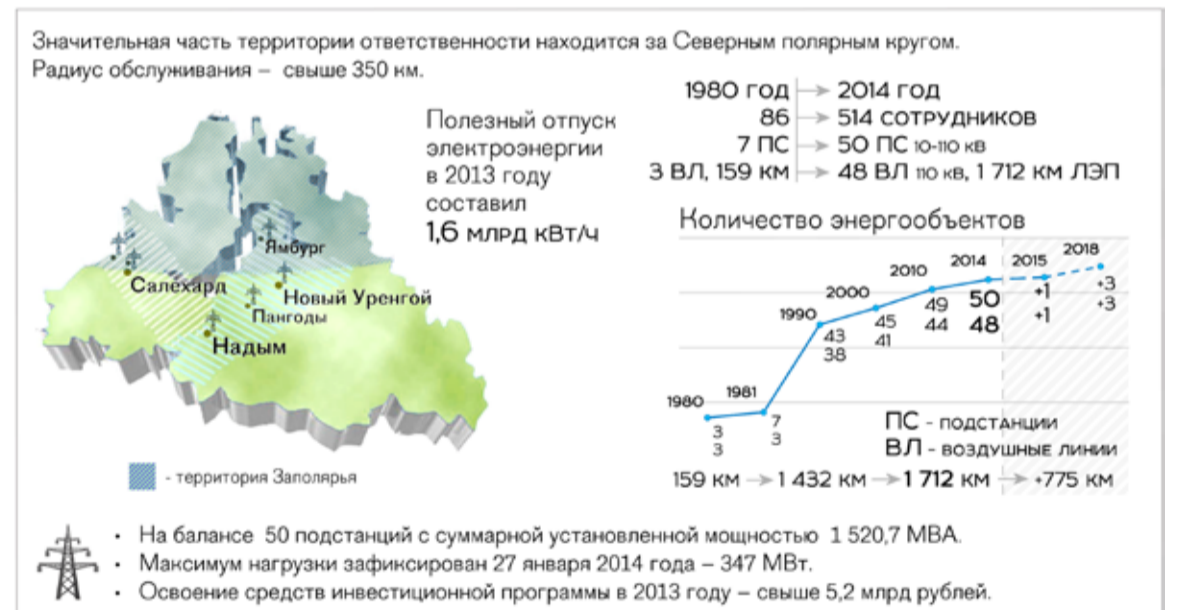 Значительная часть территории ответственности находится за Северным полярным кругом.
Радиус обслуживания – свыше 350 км.
Полезный отпуск
электроэнергии
в 2013 году
составил
1,6 млрд кВт/ч
1980 год → 2014 год
86 → 514 сотрудников
7 ПС → 50 ПС 10-110 кв
3 ВЛ, 159 км → 48 ВЛ 110 кв, 1 712 км ЛЭП
Ямбург
Салехард
Новый Уренгой
Пангоды
Надым
- территория Заполярья
Количество энергообъектов
1980
3
3
1981
7
3
1990
43
38
2000
45
41
2010
49
44
2014
50
48
2015
+1
+1
2018
+3
+3
ПС - подстанции
ВЛ - воздушные линии
159 км → 1 432 км → 1 712 км → +775 км
· На балансе 50 подстанций с суммарной установленной мощностью 1 520,7 МВА.
· Максимум нагрузки зафиксирован 27 января 2014 года – 347 МВт.
· Освоение средств инвестиционной программы в 2013 году – свыше 5,2 млрд рублей.